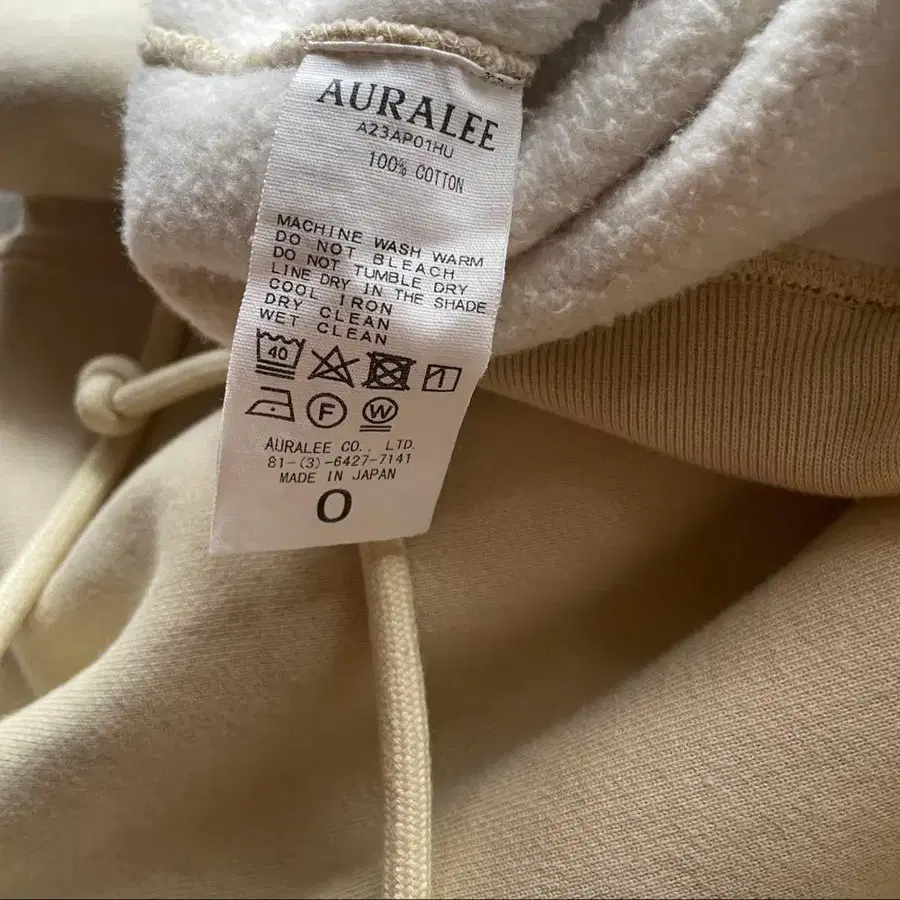 AURALEE
A23AP01HU
100% COTTON
MACHINE WASH WARM
DO NOT BLEACH
DO NOT TUMBLE DRY
LINE DRY IN THE SHADE
COOL IRON
DRY CLEAN
WET CLEAN
40
F
W
AURALEE CO., LTD.
81-(3)-6427-7141
MADE IN JAPAN
0